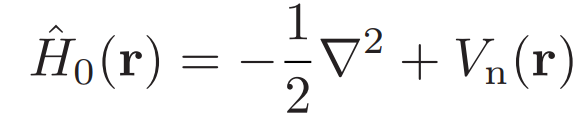 Ĥ₀(𝐫) = −½∇² + Vₙ(𝐫)